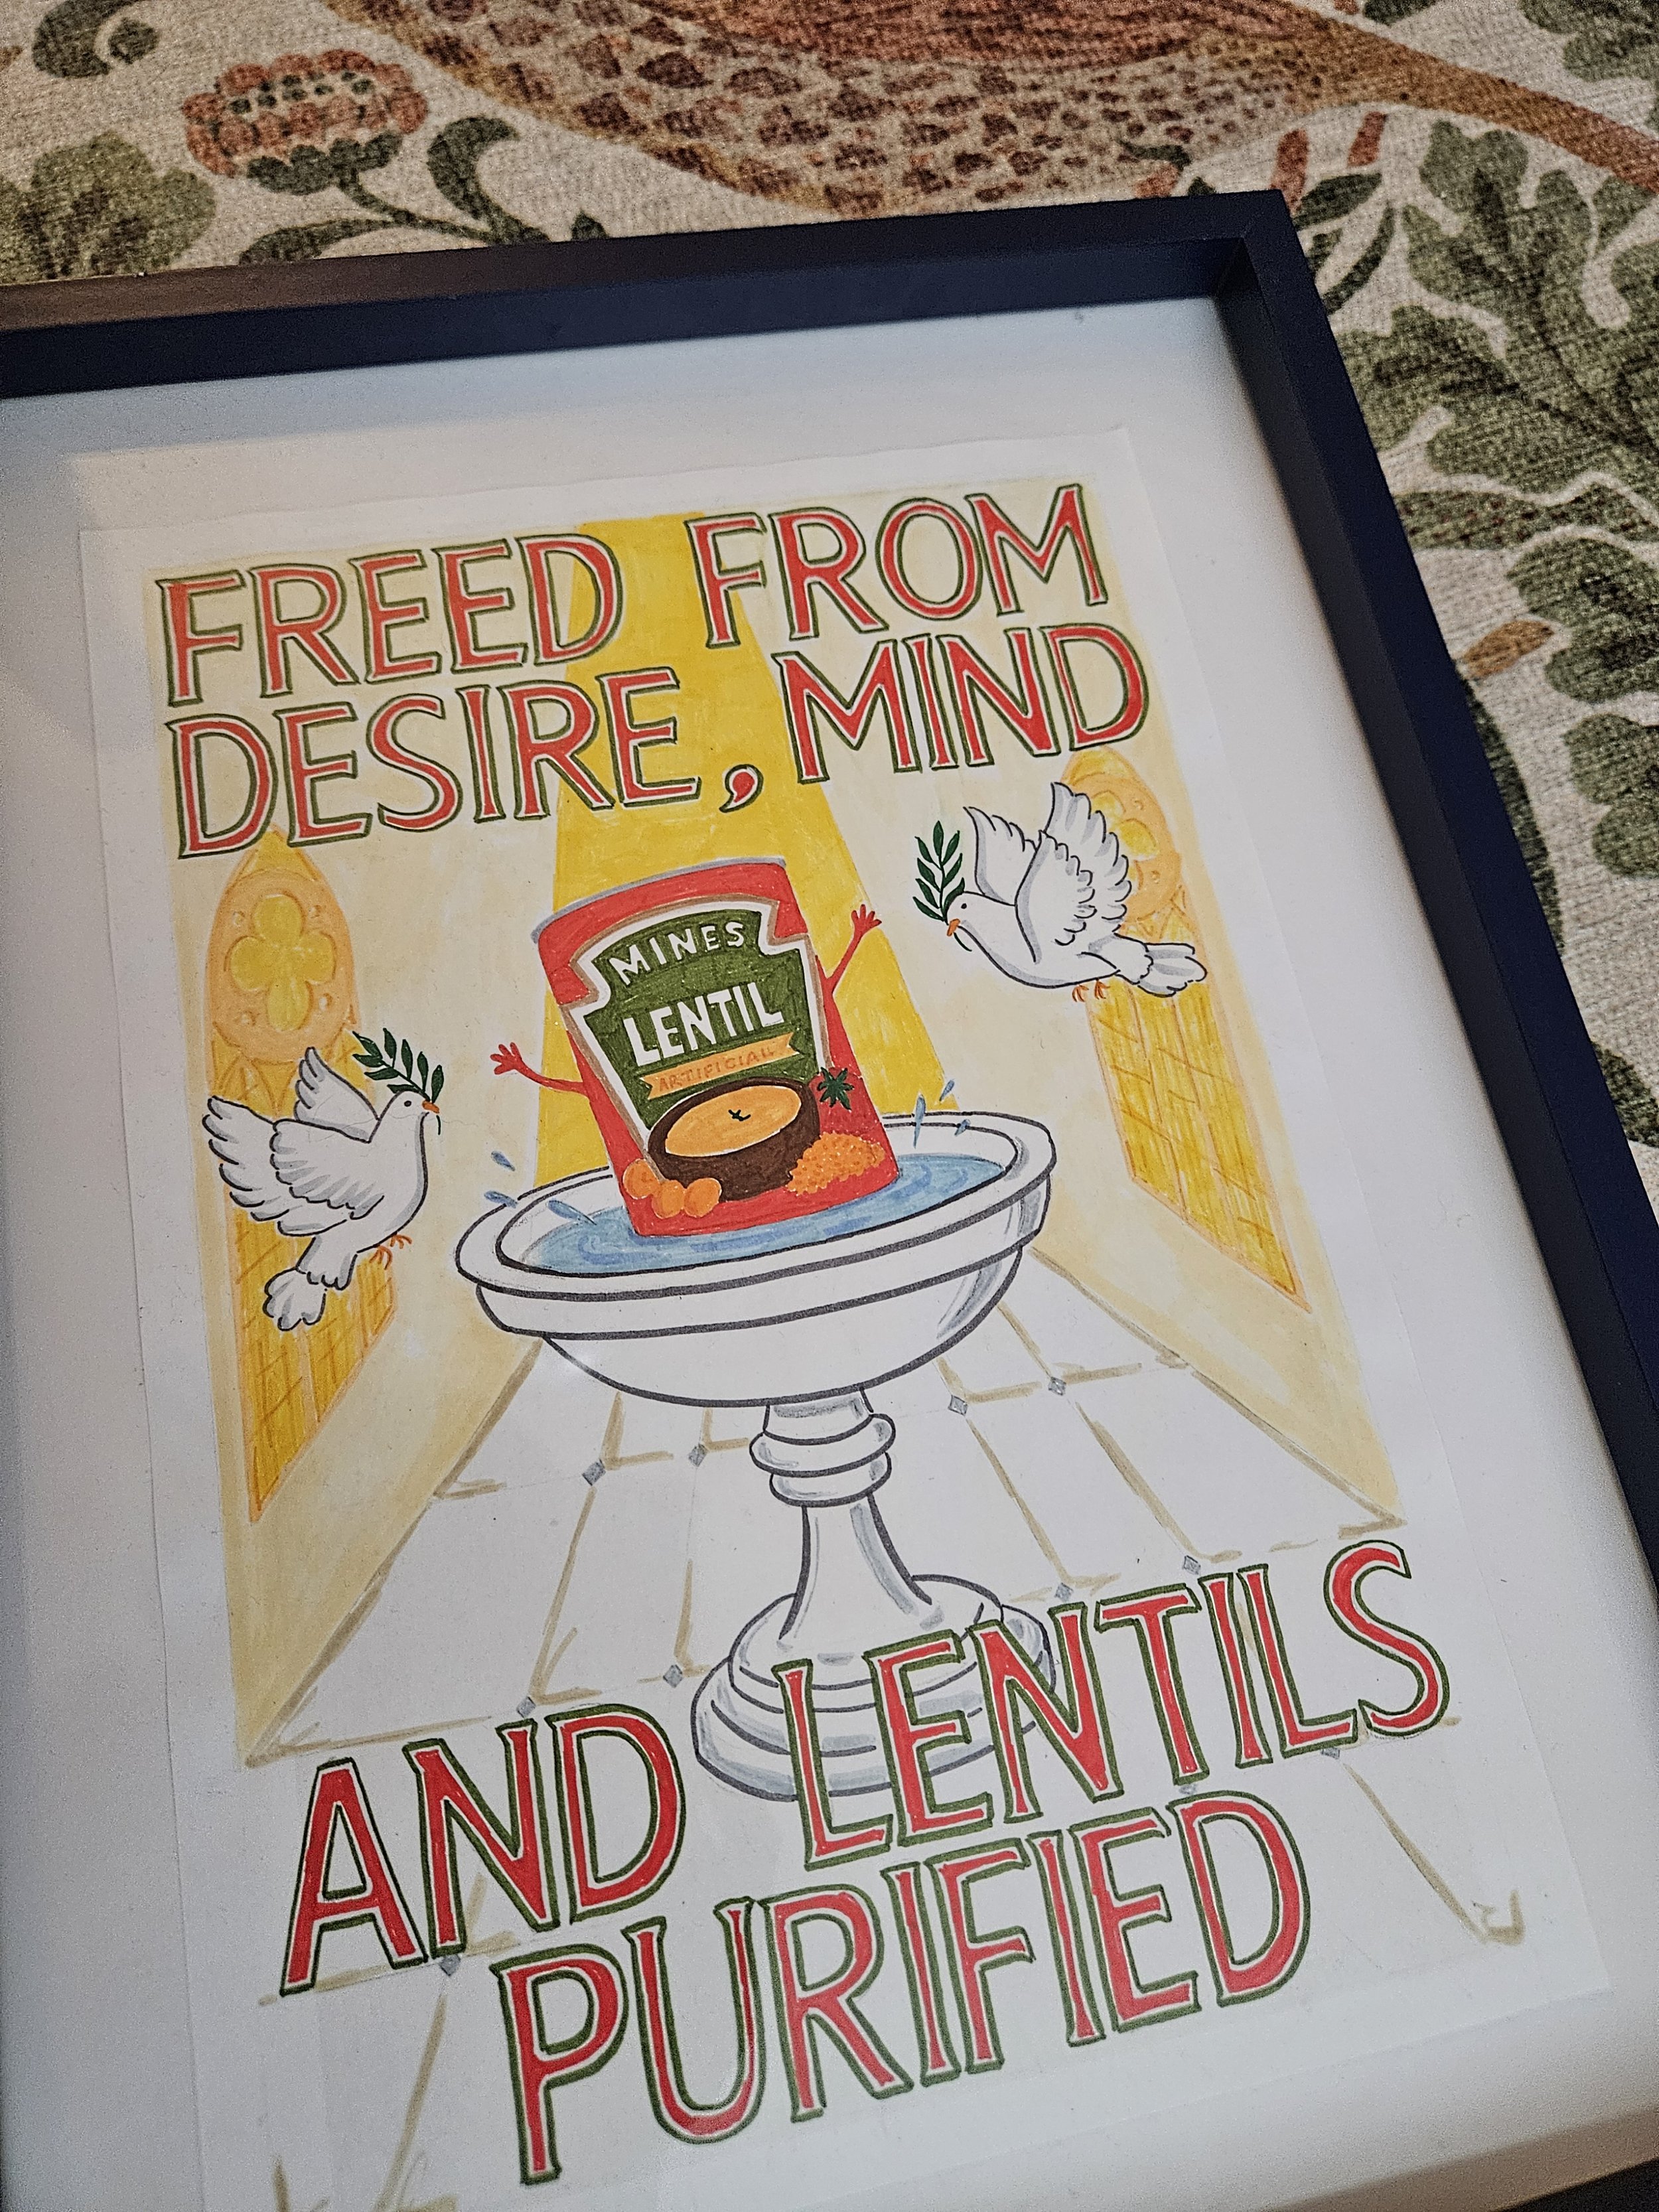 FREED FROM
DESIRE, MIND
MINES
LENTIL
ARTIFICIAL
AND LENTILS
PURIFIED